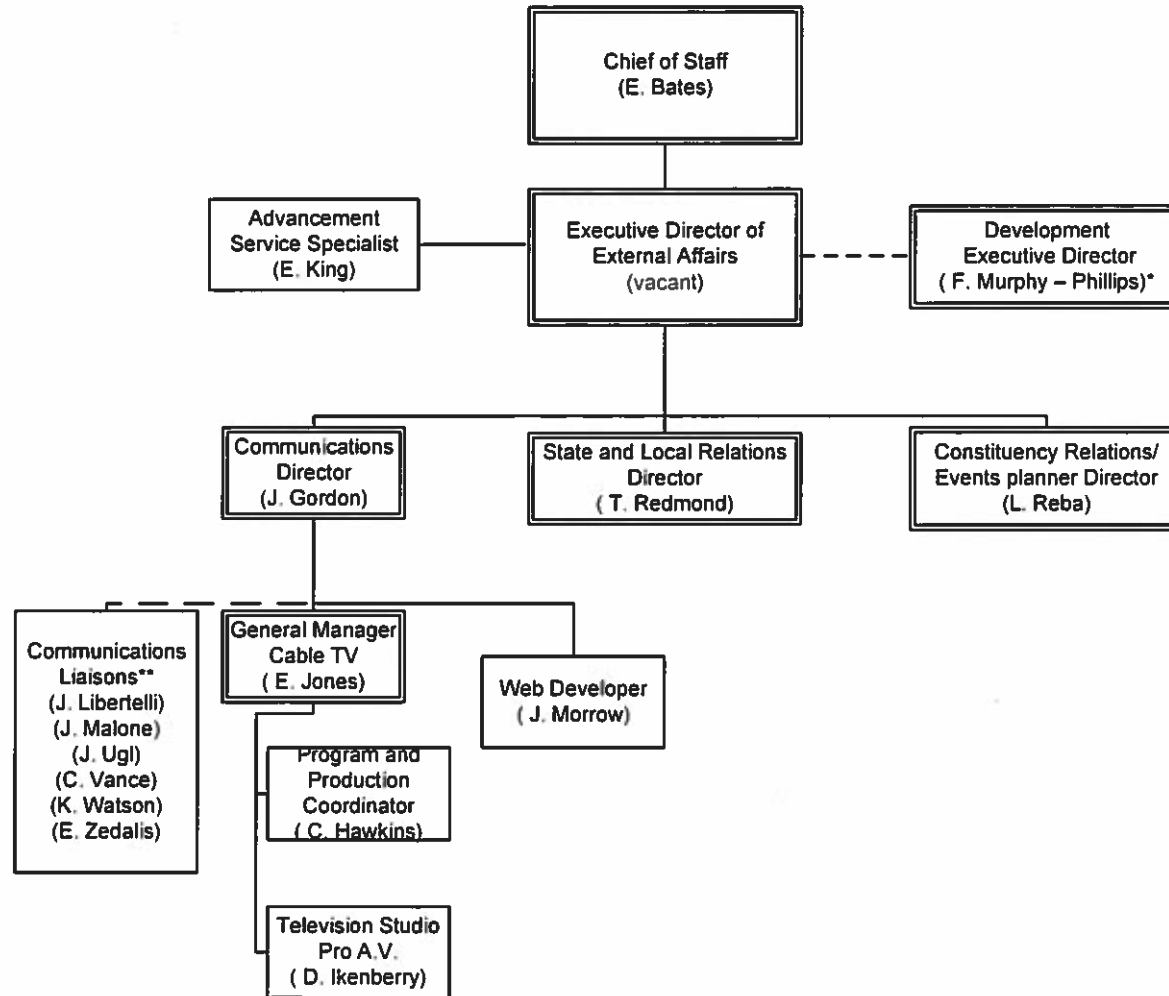 Chief of Staff
(E. Bates)
Advancement
Service Specialist
(E. King)
Executive Director of
External Affairs
(vacant)
Development
Executive Director
( F. Murphy – Phillips)*
Communications
Director
(J. Gordon)
State and Local Relations
Director
( T. Redmond)
Constituency Relations/
Events planner Director
(L. Reba)
Communications
Liaisons**
(J. Libertelli)
(J. Malone)
(J. Ugl)
(C. Vance)
(K. Watson)
(E. Zedalis)
General Manager
Cable TV
( E. Jones)
Web Developer
( J. Morrow)
Program and
Production
Coordinator
( C. Hawkins)
Television Studio
Pro A.V.
( D. Ikenberry)